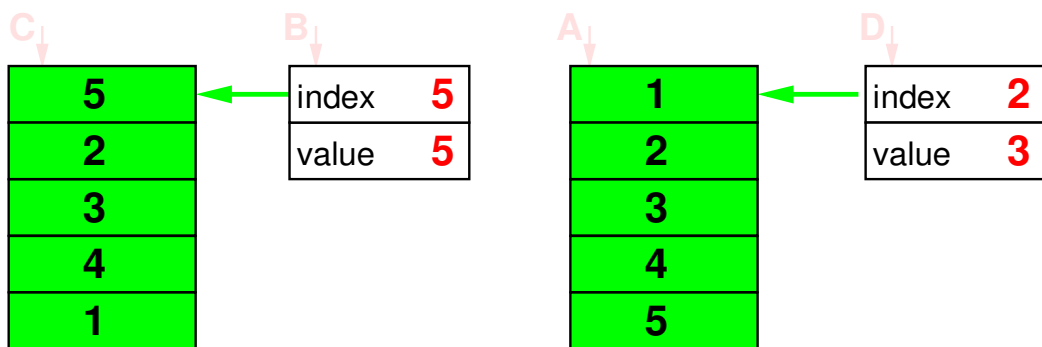 C B A D
5 index 5 1 index 2
2 value 5 2 value 3
3 3
4 4
1 5